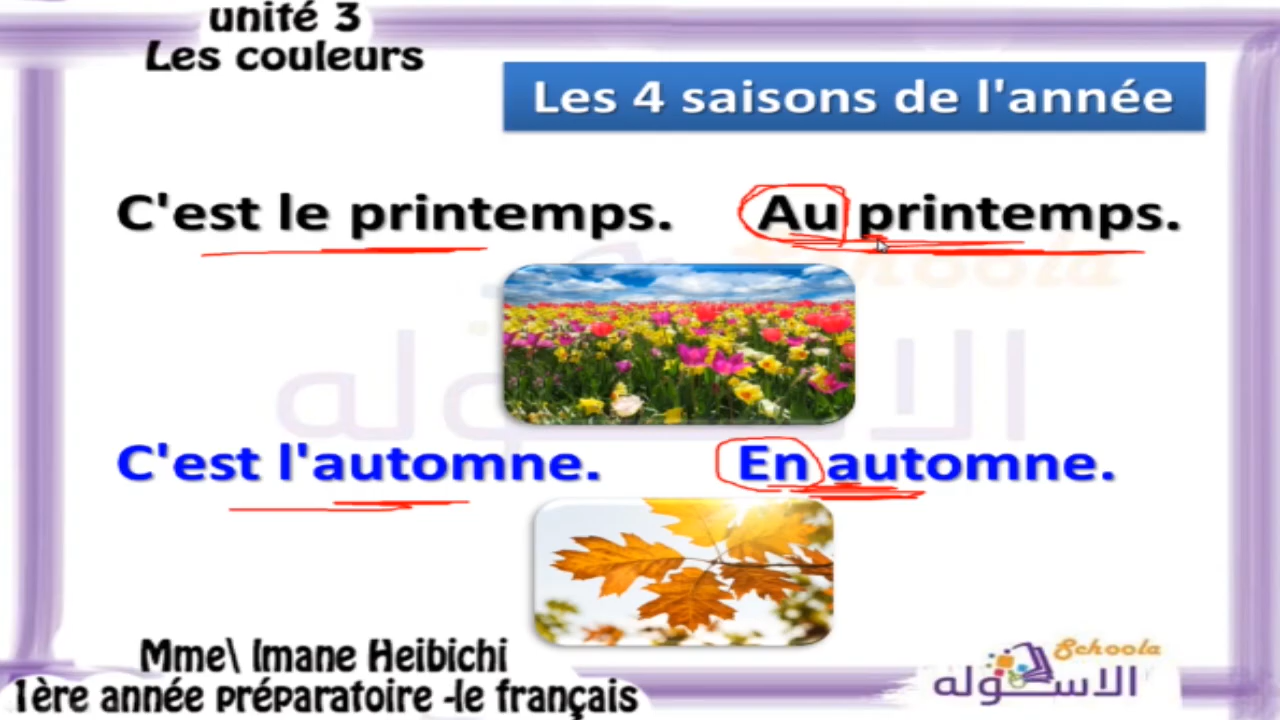 unité 3
Les couleurs
Les 4 saisons de l'année
C'est le printemps. Au printemps.
C'est l'automne. En automne.
Mme\ Imane Heibichi
1ère année préparatoire -le français
Schoola
الاسكوله